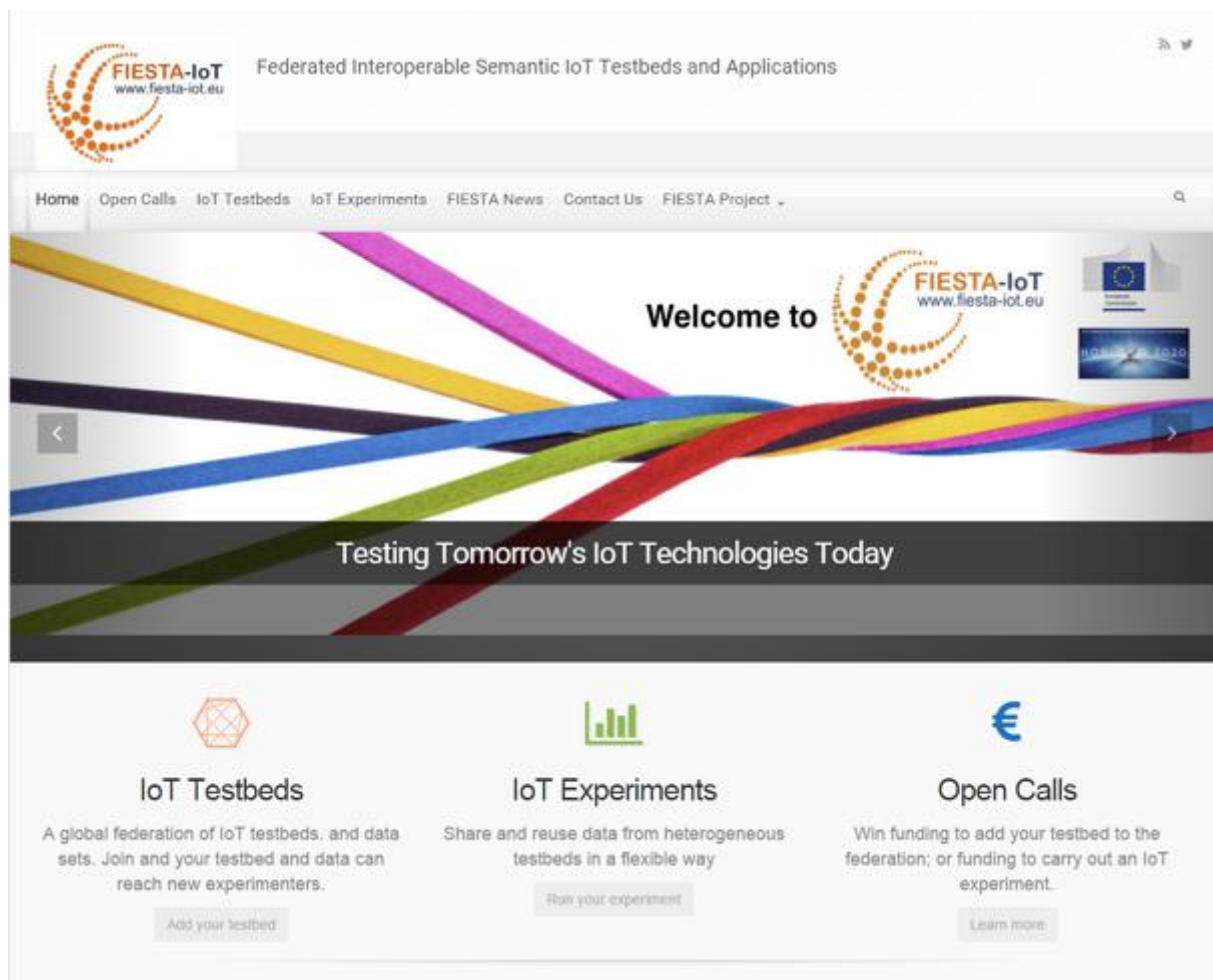 FIESTA-IoT
www.fiesta-iot.eu
Federated Interoperable Semantic IoT Testbeds and Applications
Home Open Calls IoT Testbeds IoT Experiments FIESTA News Contact Us FIESTA Project
Welcome to
FIESTA-IoT
www.fiesta-iot.eu
European
Commission
HORIZON 2020
Testing Tomorrow's IoT Technologies Today
€
IoT Testbeds
A global federation of IoT testbeds. and data
sets. Join and your testbed and data can
reach new experimenters.
Add your testbed
IoT Experiments
Share and reuse data from heterogeneous
testbeds in a flexible way
Run your experiment
Open Calls
Win funding to add your testbed to the
federation; or funding to carry out an IoT
experiment.
Learn more